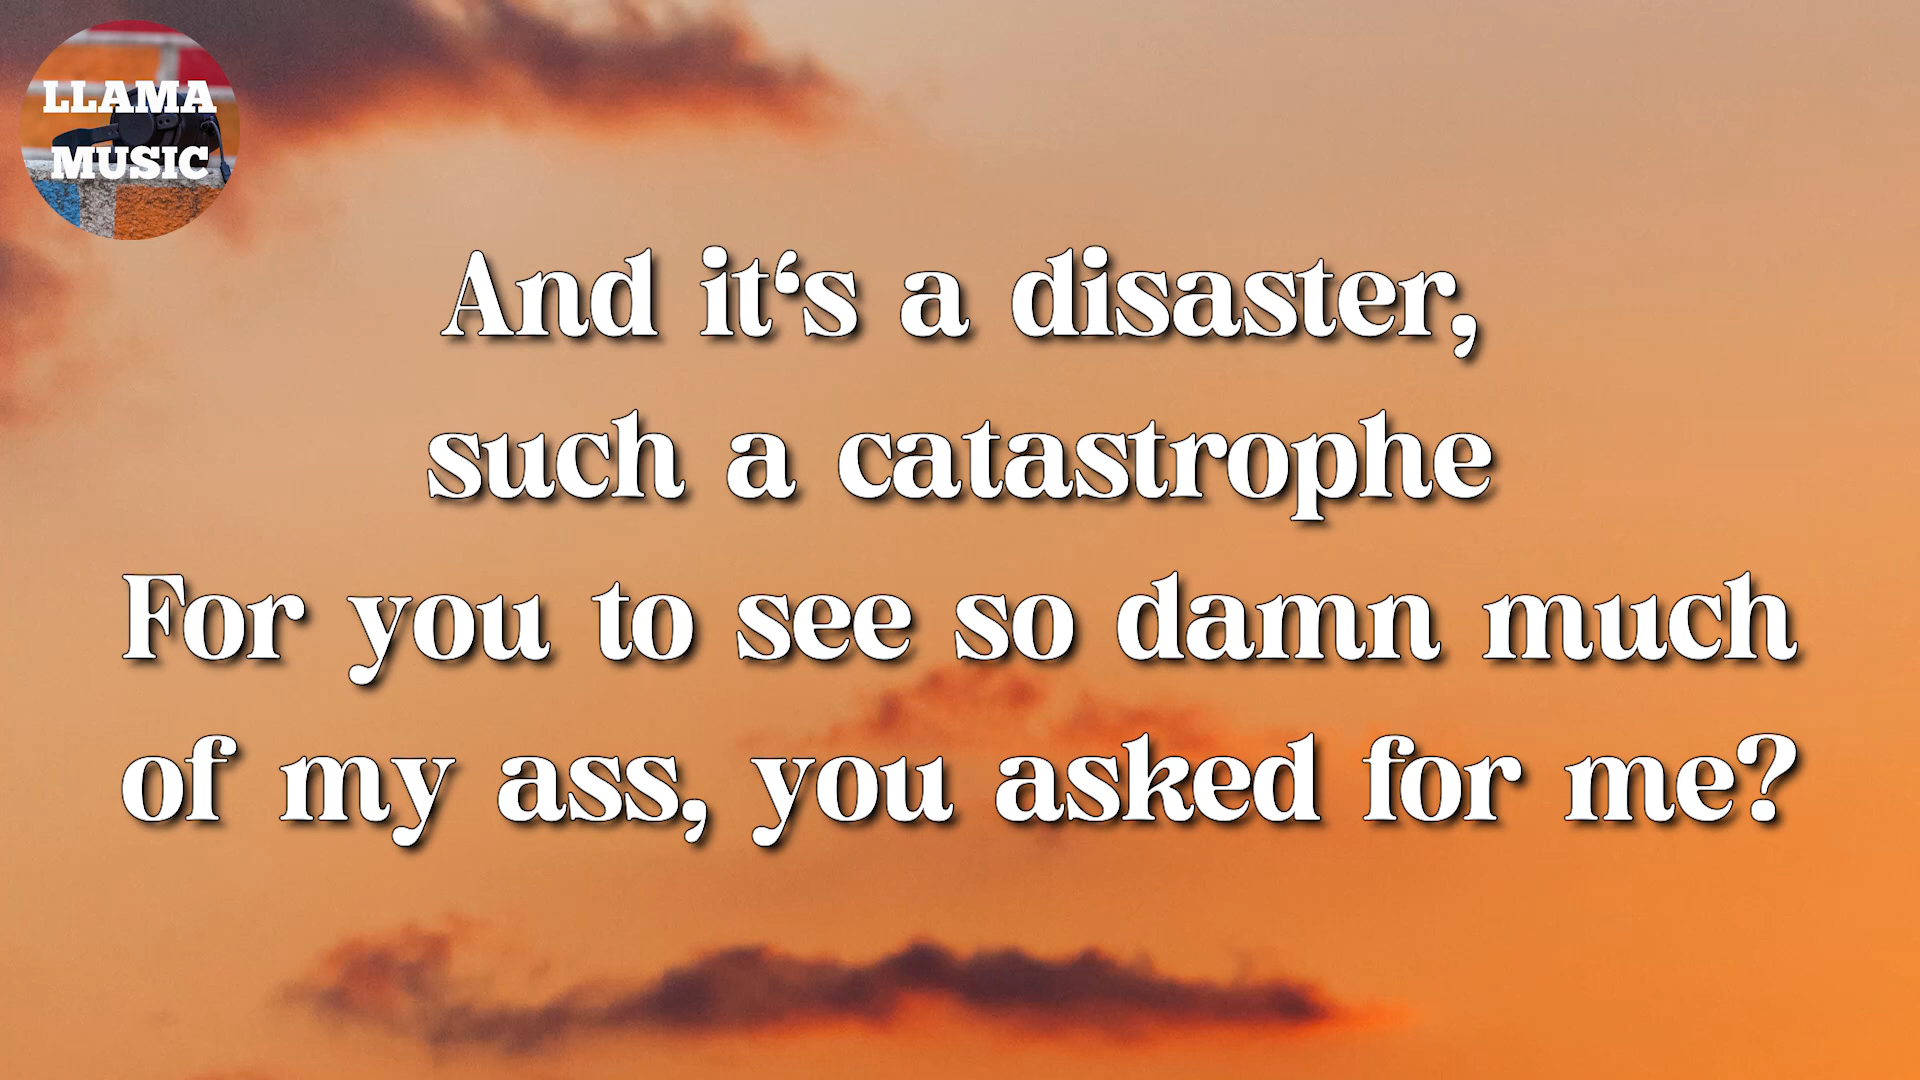 LLAMA
MUSIC
And it‘s a disaster,
such a catastrophe
For you to see so damn much
of my ass, you asked for me?